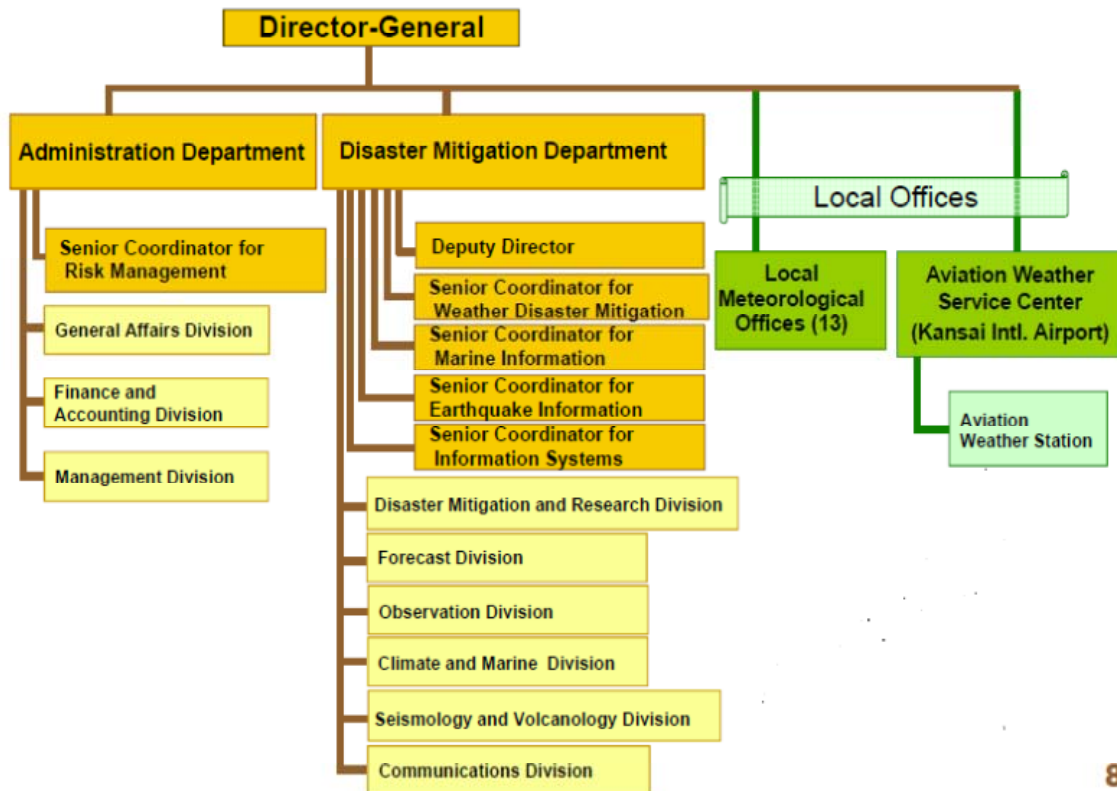 Director-General
Administration Department
Senior Coordinator for
Risk Management
General Affairs Division
Finance and
Accounting Division
Management Division
Disaster Mitigation Department
Deputy Director
Senior Coordinator for
Weather Disaster Mitigation
Senior Coordinator for
Marine Information
Senior Coordinator for
Earthquake Information
Senior Coordinator for
Information Systems
Disaster Mitigation and Research Division
Forecast Division
Observation Division
Climate and Marine Division
Seismology and Volcanology Division
Communications Division
Local Offices
Local
Meteorological
Offices (13)
Aviation Weather
Service Center
(Kansai Intl. Airport)
Aviation
Weather Station
8